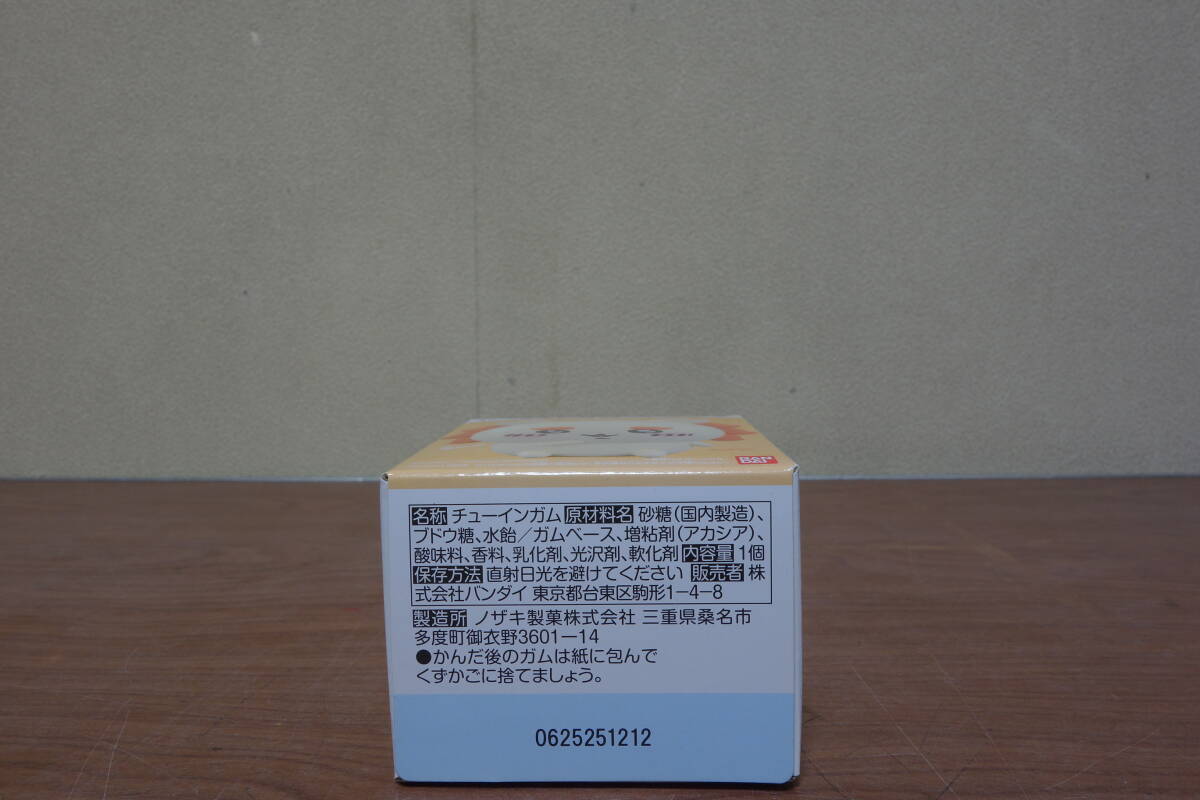 BAN
DAI
名称 チューインガム 原材料名 砂糖(国内製造)、
ブドウ糖、水飴/ガムベース、増粘剤(アカシア)、
酸味料、香料、乳化剤、光沢剤、軟化剤 内容量 1個
保存方法 直射日光を避けてください 販売者 株
式会社バンダイ 東京都台東区駒形1-4-8
製造所 ノザキ製菓株式会社 三重県桑名市
多度町御衣野3601-14
●かんだ後のガムは紙に包んで
くずかごに捨てましょう。
0625251212